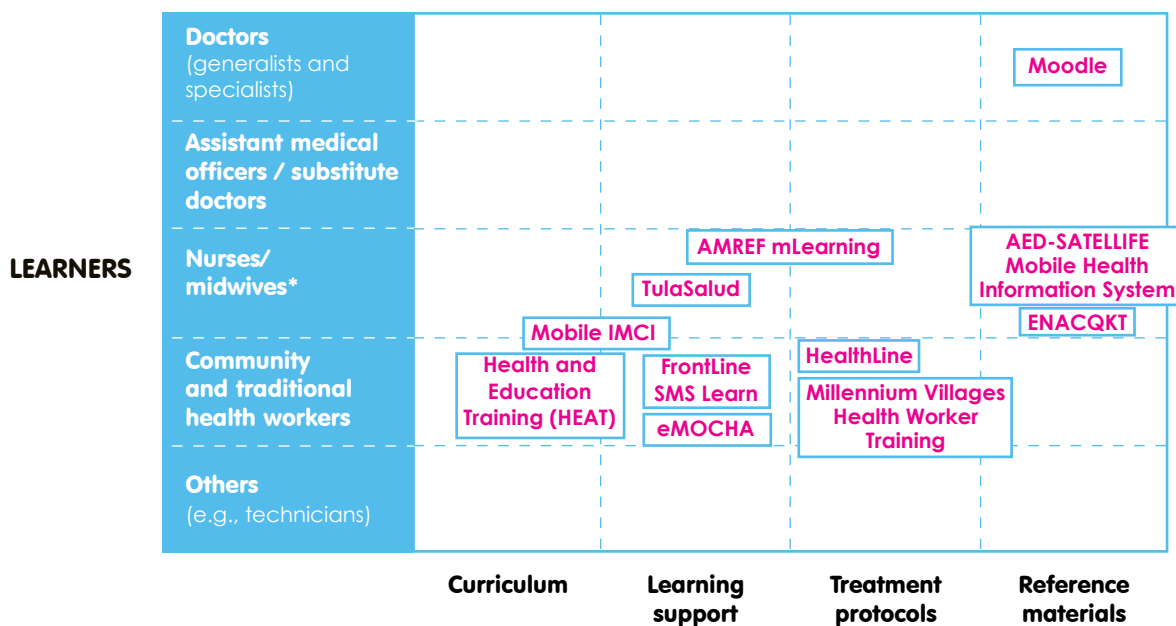 LEARNERS
Doctors
(generalists and
specialists)
Moodle
Assistant medical
officers / substitute
doctors
Nurses/
midwives*
AMREF mLearning
AED-SATELLIFE
Mobile Health
Information System
TulaSalud
ENACQKT
Mobile IMCI
Community
and traditional
health workers
Health and
Education
Training (HEAT)
FrontLine
SMS Learn
eMOCHA
HealthLine
Millennium Villages
Health Worker
Training
Others
(e.g., technicians)
Curriculum
Learning
support
Treatment
protocols
Reference
materials